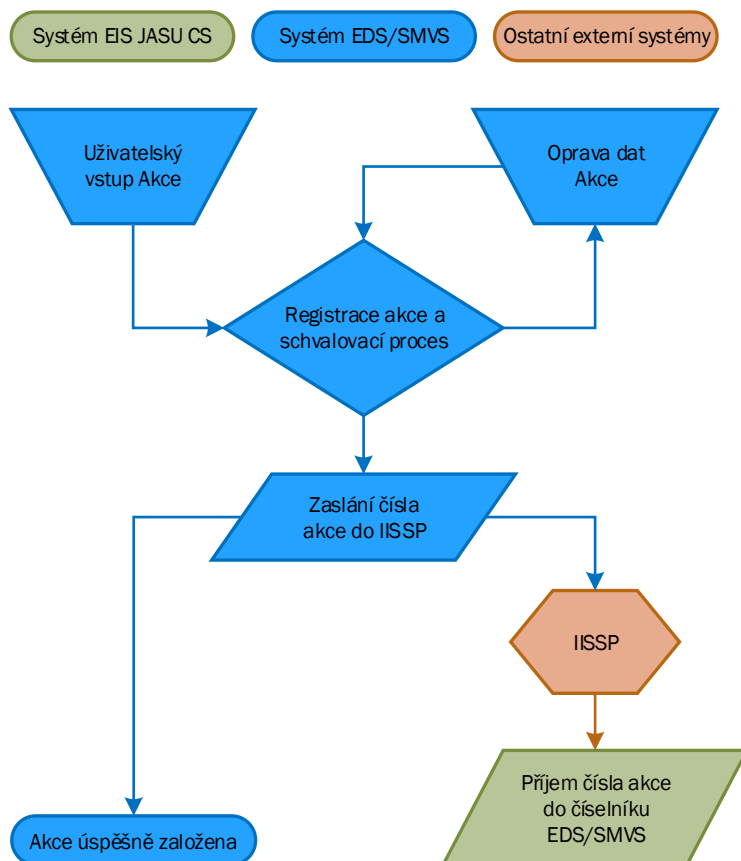 Systém EIS JASU CS
Systém EDS/SMVS
Ostatní externí systémy
Uživatelský
vstup Akce
Oprava dat
Akce
Registrace akce a
schvalovací proces
Zaslání čísla
akce do IISSP
IISSP
Příjem čísla akce
do číselníku
EDS/SMVS
Akce úspěšně založena